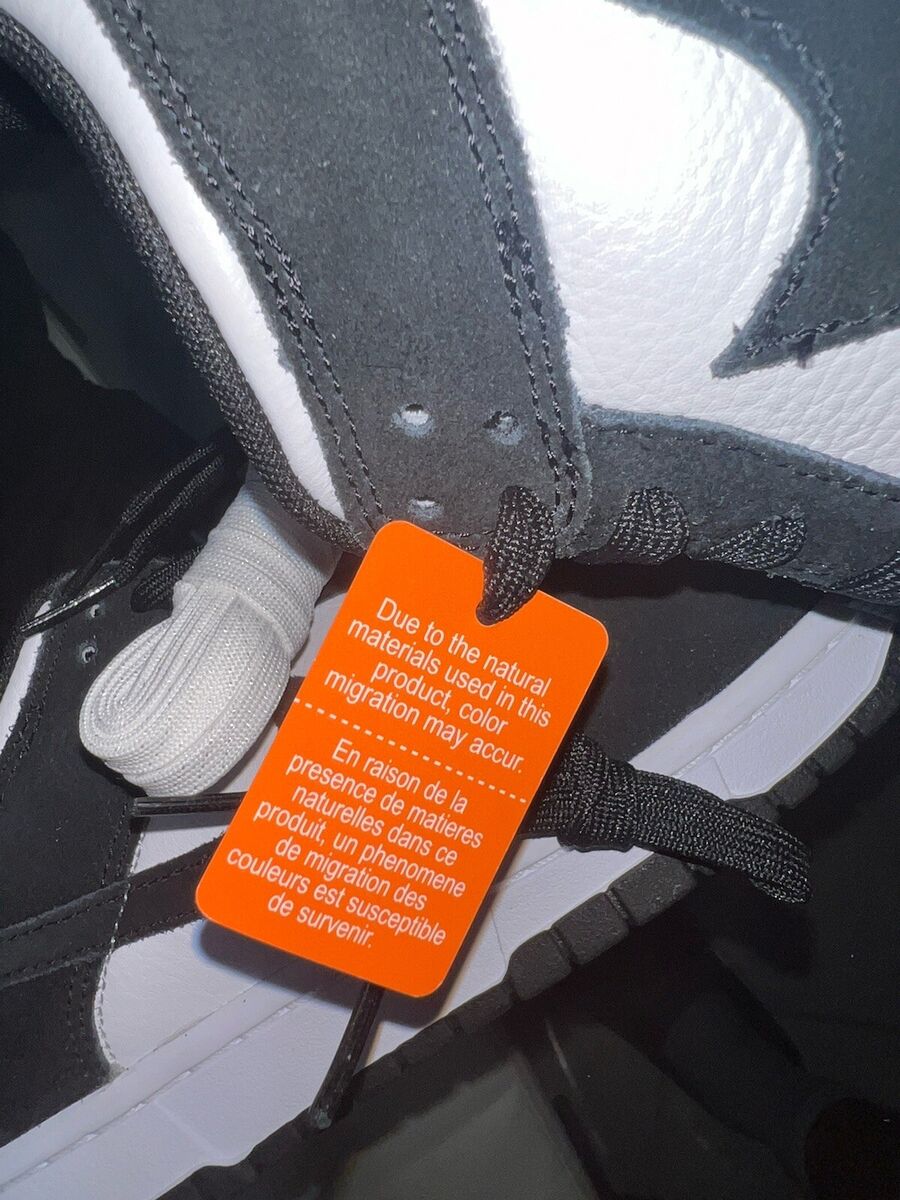 Due to the natural
materials used in this
product, color
migration may accur.
En raison de la
presence de matieres
naturelles dans ce
produit, un phenomene
de migration des
couleurs est susceptible
de survenir.